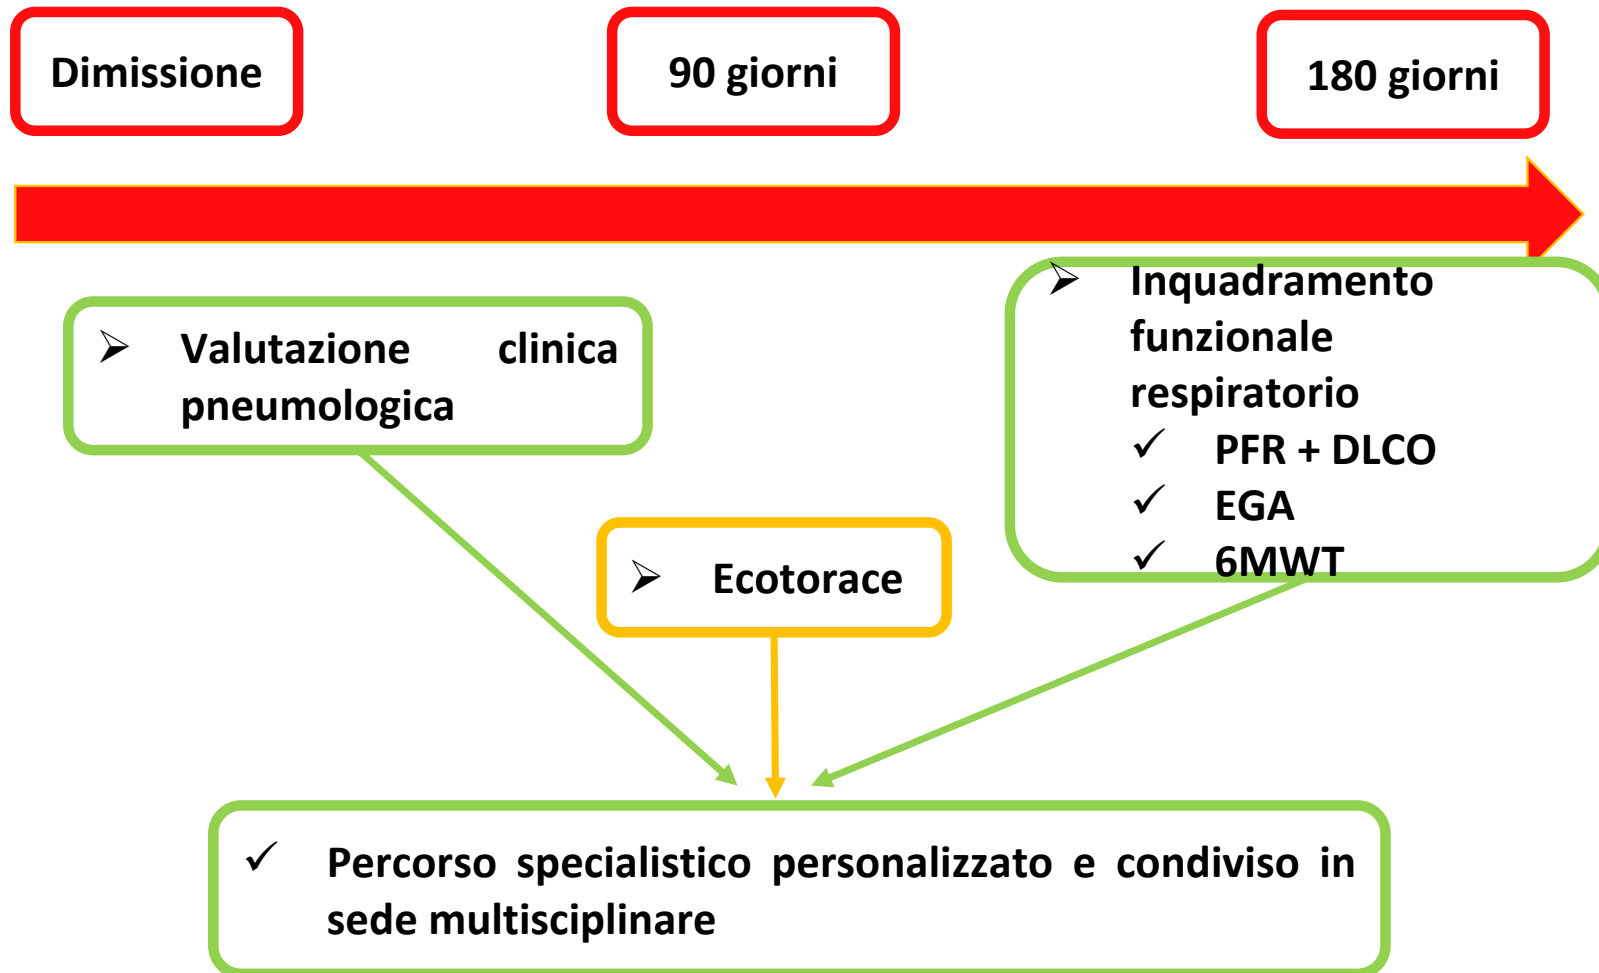 Dimissione
90 giorni
180 giorni
➢ Valutazione clinica
pneumologica
➢ Inquadramento
funzionale
respiratorio
✓ PFR + DLCO
✓ EGA
✓ 6MWT
➢ Ecotorace
✓ Percorso specialistico personalizzato e condiviso in
sede multisciplinare